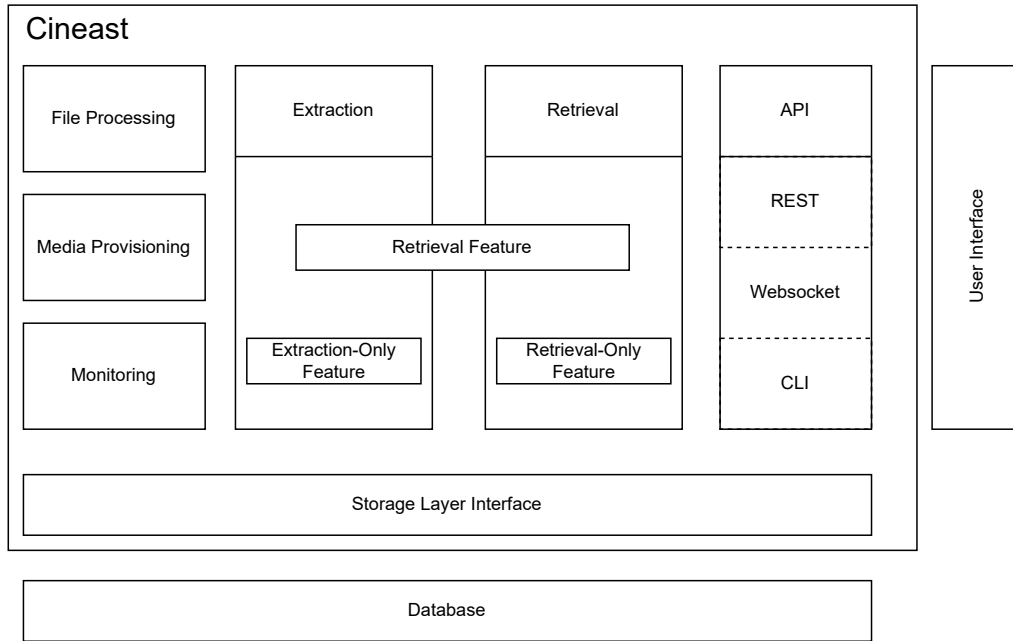 Cineast
File Processing
Media Provisioning
Monitoring
Extraction
Retrieval
Retrieval Feature
Extraction-Only
Feature
Retrieval-Only
Feature
API
REST
Websocket
CLI
User Interface
Storage Layer Interface
Database